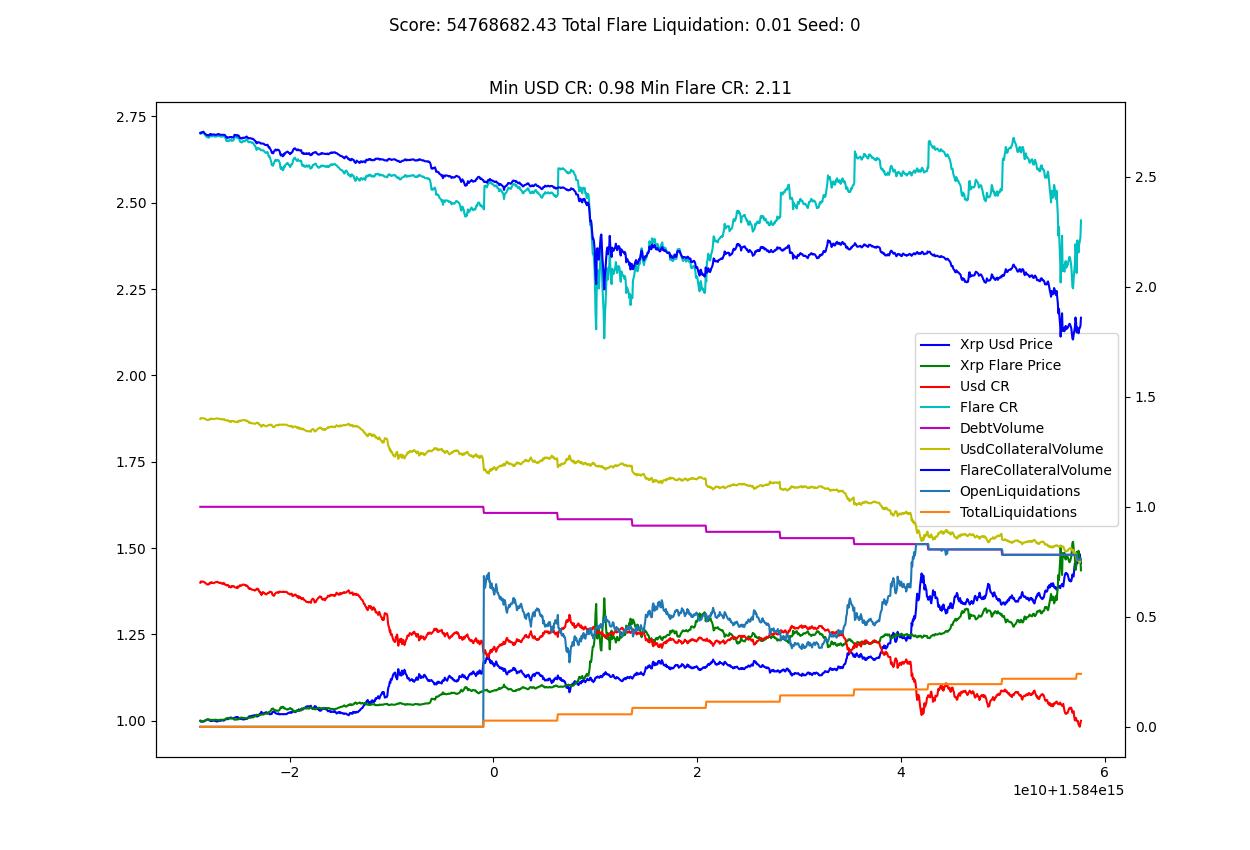 Score: 54768682.43 Total Flare Liquidation: 0.01 Seed: 0
Min USD CR: 0.98 Min Flare CR: 2.11
2.75
2.50
2.25
2.00
1.75
1.50
1.25
1.00
2.5
2.0
1.5
1.0
0.5
0.0
Xrp Usd Price
Xrp Flare Price
Usd CR
Flare CR
DebtVolume
UsdCollateralVolume
FlareCollateralVolume
OpenLiquidations
TotalLiquidations
−2 0 2 4 6
1e10+1.584e15